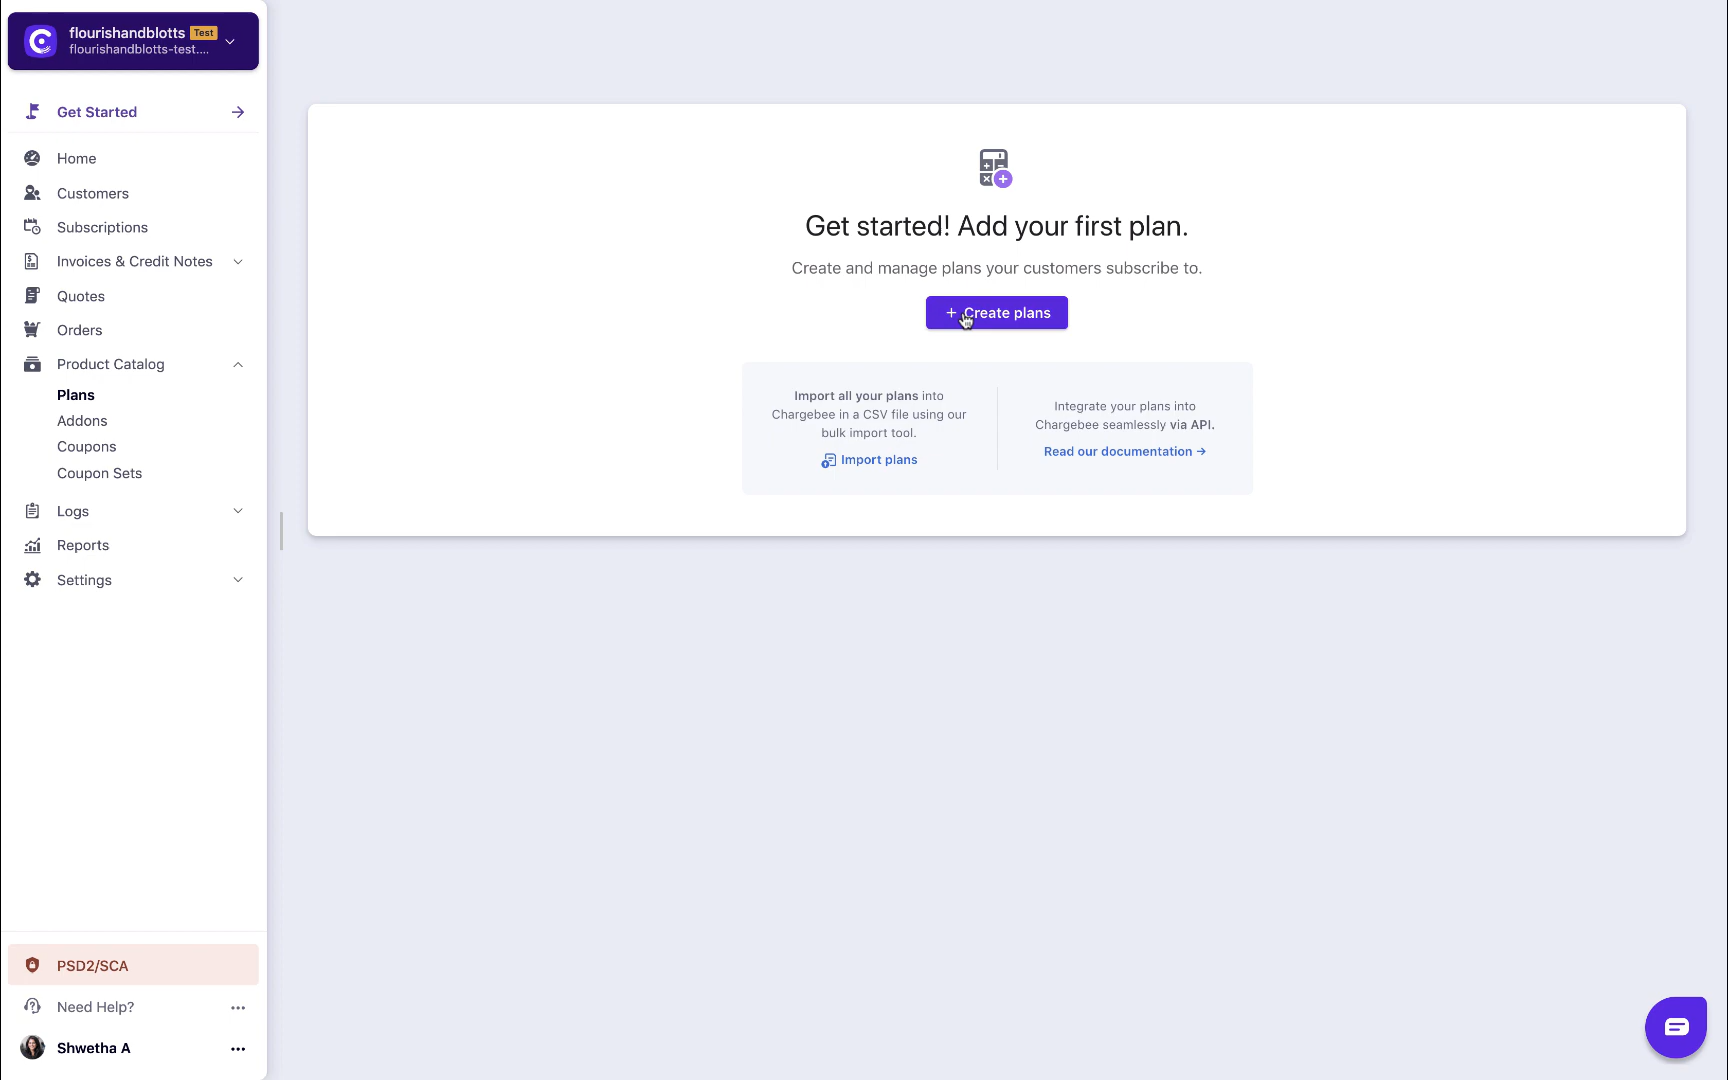 flourishandblotts Test
flourishandblotts-test....
Get Started
Home
Customers
Subscriptions
Invoices & Credit Notes
Quotes
Orders
Product Catalog
Plans
Addons
Coupons
Coupon Sets
Logs
Reports
Settings
PSD2/SCA
Need Help?
Shwetha A
Get started! Add your first plan.
Create and manage plans your customers subscribe to.
+ Create plans
Import all your plans into
Chargebee in a CSV file using our
bulk import tool.
Import plans
Integrate your plans into
Chargebee seamlessly via API.
Read our documentation →